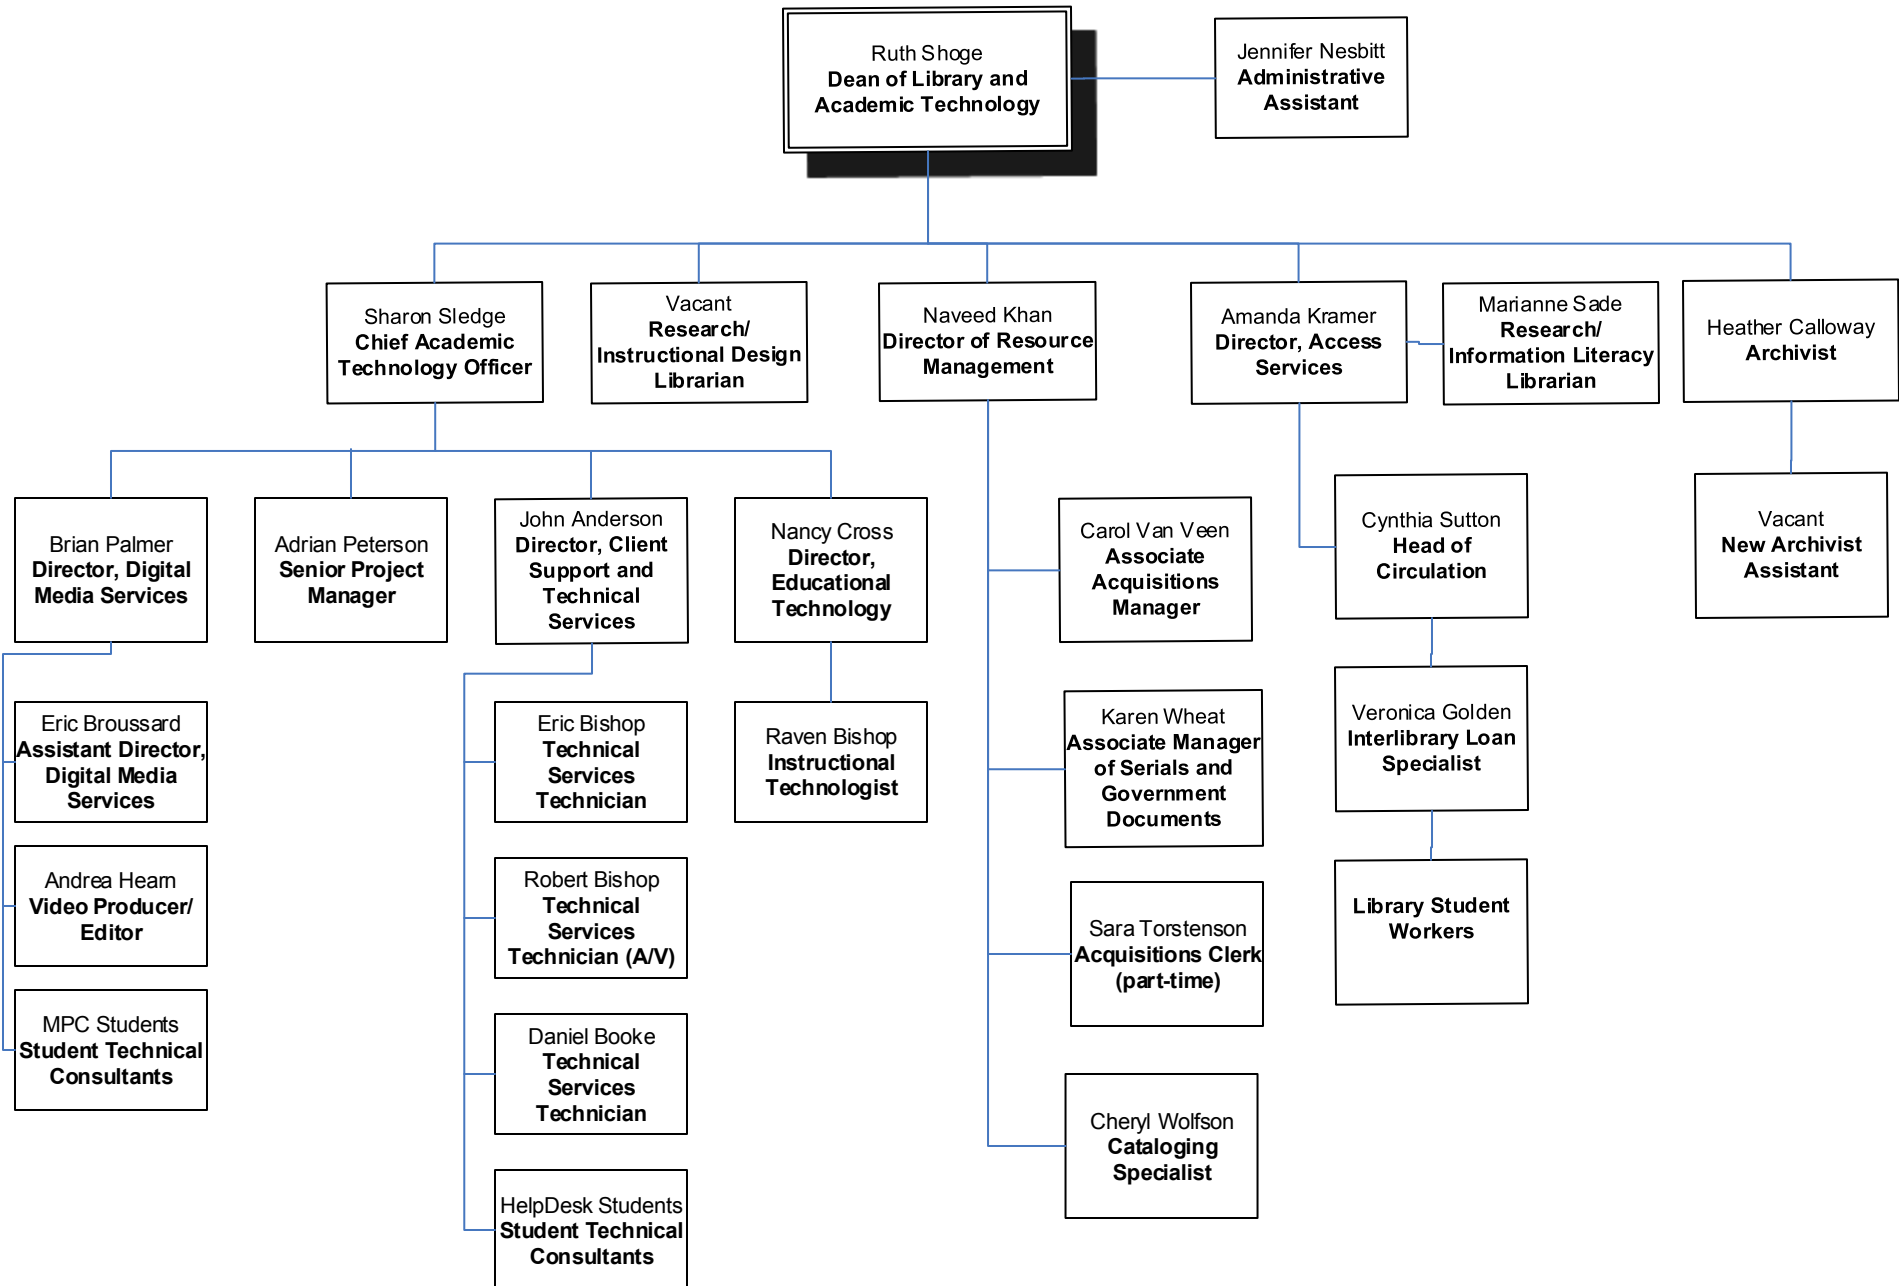 Ruth Shoge
Dean of Library and
Academic Technology
Jennifer Nesbitt
Administrative
Assistant
Sharon Sledge
Chief Academic
Technology Officer
Vacant
Research/
Instructional Design
Librarian
Naveed Khan
Director of Resource
Management
Amanda Kramer
Director, Access
Services
Marianne Sade
Research/
Information Literacy
Librarian
Heather Calloway
Archivist
Brian Palmer
Director, Digital
Media Services
Adrian Peterson
Senior Project
Manager
John Anderson
Director, Client
Support and
Technical
Services
Nancy Cross
Director,
Educational
Technology
Carol Van Veen
Associate
Acquisitions
Manager
Cynthia Sutton
Head of
Circulation
Vacant
New Archivist
Assistant
Eric Broussard
Assistant Director,
Digital Media
Services
Eric Bishop
Technical
Services
Technician
Raven Bishop
Instructional
Technologist
Karen Wheat
Associate Manager
of Serials and
Government
Documents
Veronica Golden
Interlibrary Loan
Specialist
Andrea Hearn
Video Producer/
Editor
Robert Bishop
Technical
Services
Technician (A/V)
Sara Torstenson
Acquisitions Clerk
(part-time)
Library Student
Workers
MPC Students
Student Technical
Consultants
Daniel Booke
Technical
Services
Technician
Cheryl Wolfson
Cataloging
Specialist
HelpDesk Students
Student Technical
Consultants